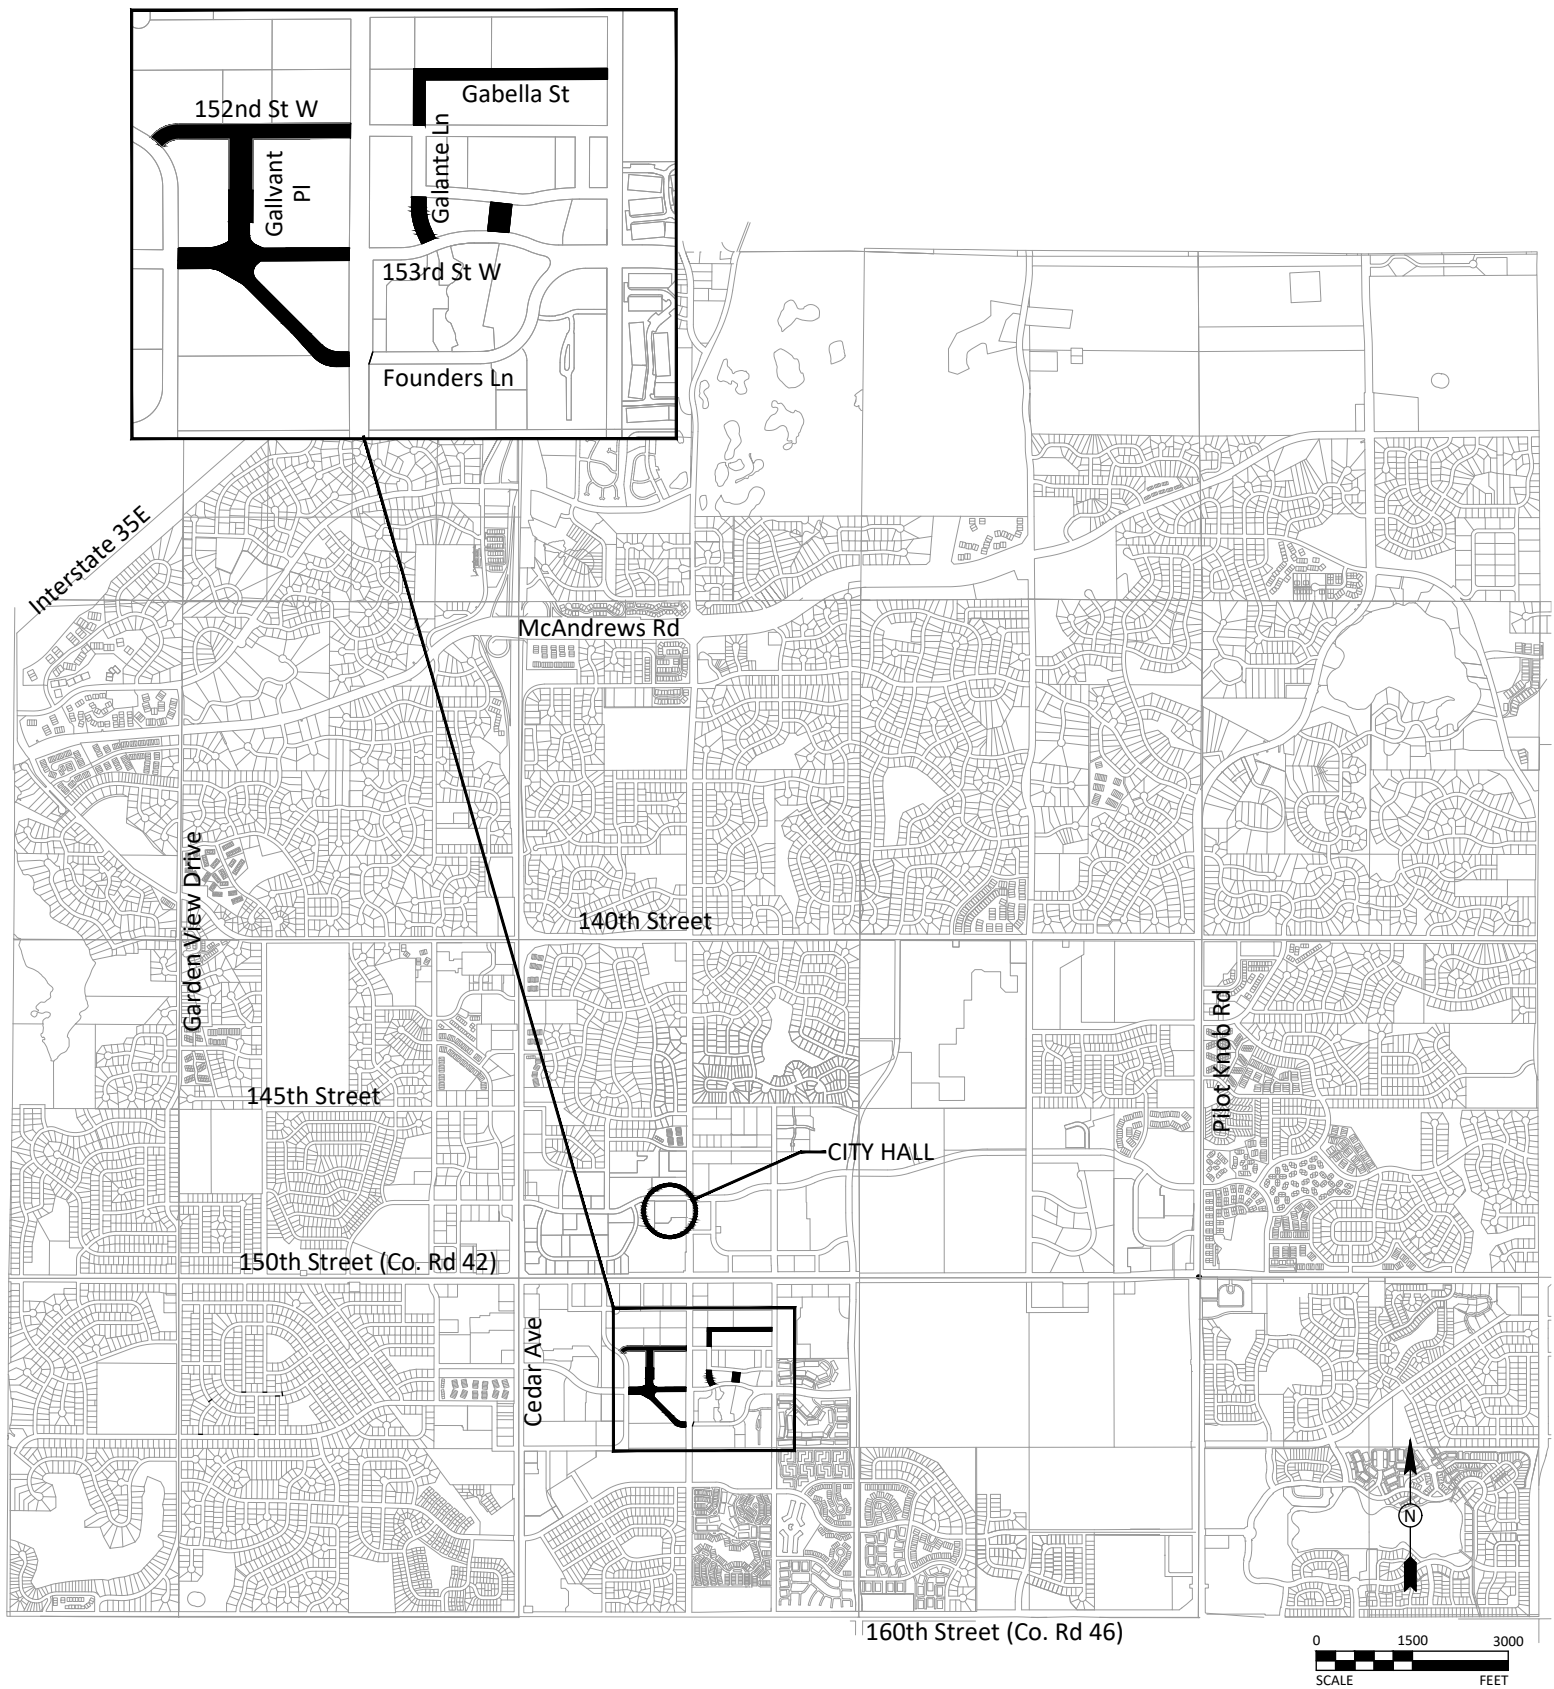 152nd St W
Gabella St
Galante Ln
Gallvant
Pl
153rd St W
Founders Ln
Interstate 35E
McAndrews Rd
Garden View Drive
140th Street
Pilot Knob Rd
145th Street
CITY HALL
150th Street (Co. Rd 42)
Cedar Ave
N
160th Street (Co. Rd 46)
0 1500 3000
SCALE FEET